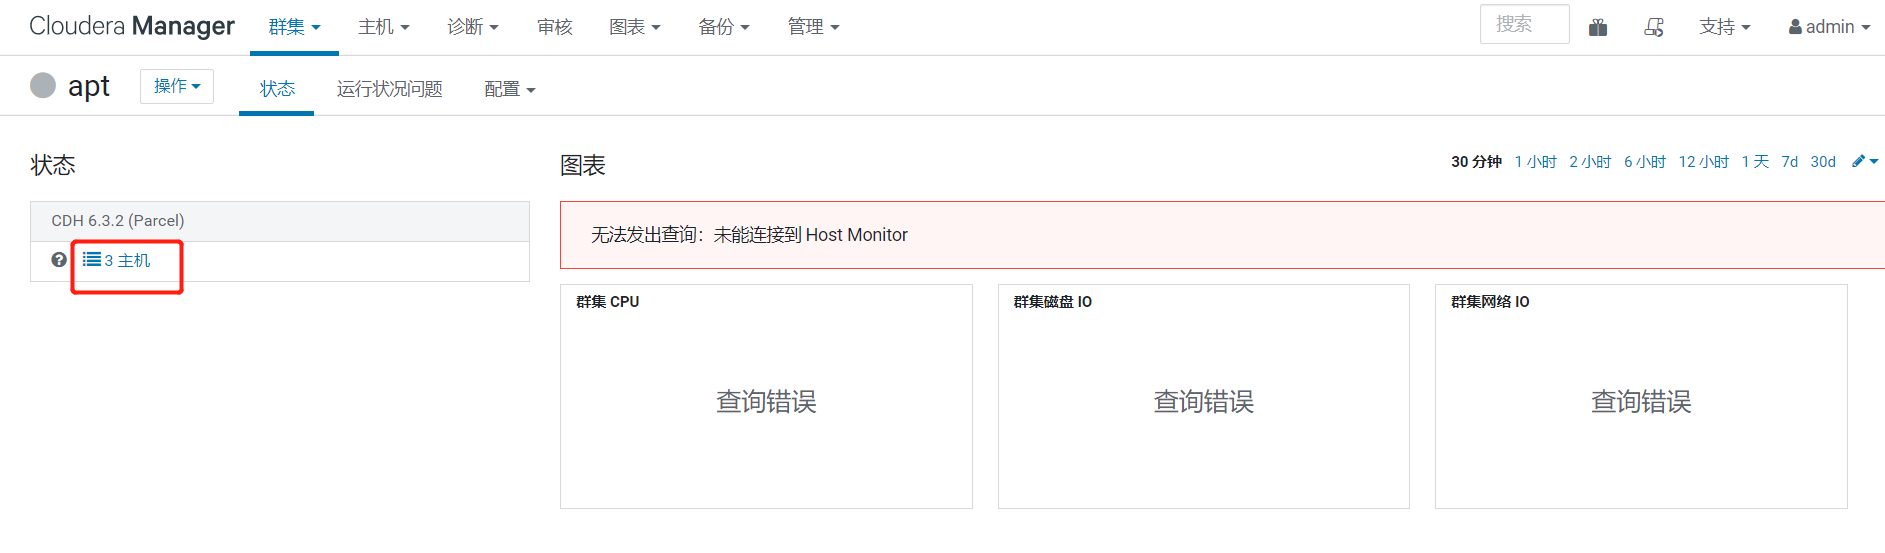 Cloudera Manager 群集 主机 诊断 审核 图表 备份 管理 搜索 支持 admin
apt 操作 状态 运行状况问题 配置
状态
图表
30 分钟 1 小时 2 小时 6 小时 12 小时 1 天 7d 30d
CDH 6.3.2 (Parcel)
3 主机
无法发出查询：未能连接到 Host Monitor
群集 CPU
查询错误
群集磁盘 IO
查询错误
群集网络 IO
查询错误